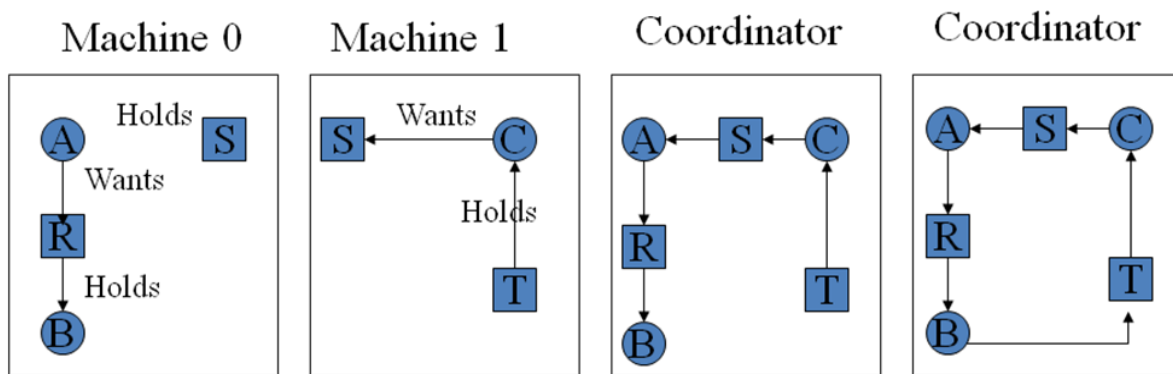 Machine 0
Machine 1
Coordinator
Coordinator
A
Holds
S
Wants
R
Holds
B
S
Wants
C
Holds
T
A
S
C
R
T
B
A
S
C
R
T
B